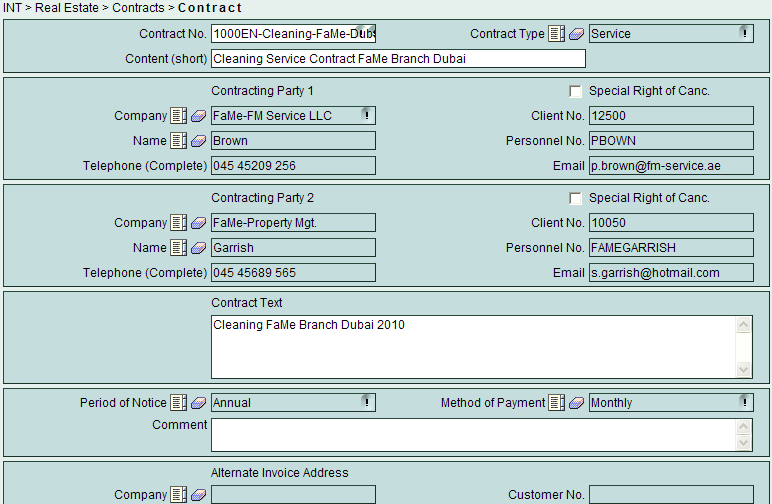 INT > Real Estate > Contracts > Contract
Contract No. 1000EN-Cleaning-FaMe-Dubs Contract Type Service
Content (short) Cleaning Service Contract FaMe Branch Dubai
Contracting Party 1 Special Right of Canc.
Company FaMe-FM Service LLC Client No. 12500
Name Brown Personnel No. PBOWN
Telephone (Complete) 045 45209 256 Email p.brown@fm-service.ae
Contracting Party 2 Special Right of Canc.
Company FaMe-Property Mgt. Client No. 10050
Name Garrish Personnel No. FAMEGARRISH
Telephone (Complete) 045 45689 565 Email s.garrish@hotmail.com
Contract Text
Cleaning FaMe Branch Dubai 2010
Period of Notice Annual Method of Payment Monthly
Comment
Alternate Invoice Address
Company Customer No.